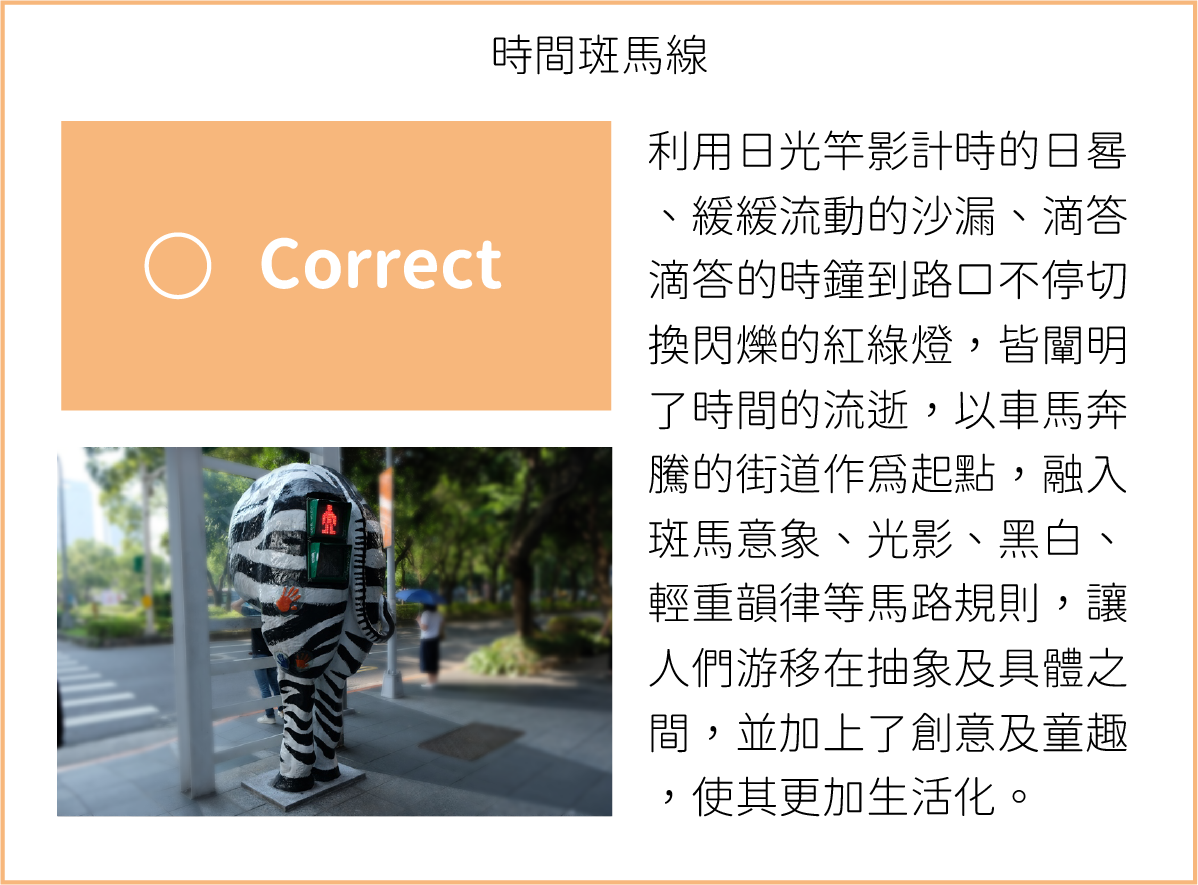 時間斑馬線
Correct
利用日光竿影計時的日晷
、緩緩流動的沙漏、滴答
滴答的時鐘到路口不停切
換閃爍的紅綠燈，皆闡明
了時間的流逝，以車馬奔
騰的街道作為起點，融入
斑馬意象、光影、黑白、
輕重韻律等馬路規則，讓
人們游移在抽象及具體之
間，並加上了創意及童趣
，使其更加生活化。